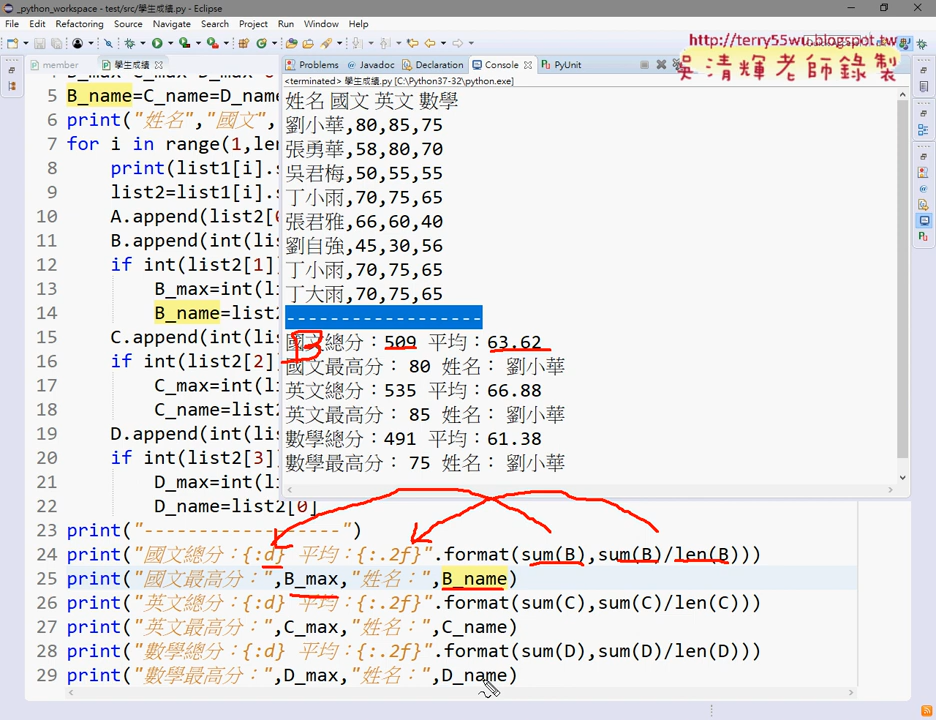 _python_workspace - test/src/學生成績.py - Eclipse
File Edit Refactoring Source Navigate Search Project Run Window Help
http://terry55wu.blogspot.tw
吳清輝老師錄製
member 學生成績
Problems Javadoc Declaration Console PyUnit
<terminated> 學生成績.py [C:\Python37-32\python.exe]
姓名 國文 英文 數學
劉小華,80,85,75
張勇華,58,80,70
吳君梅,50,55,55
丁小雨,70,75,65
張君雅,66,60,40
劉自強,45,30,56
丁小雨,70,75,65
丁大雨,70,75,65
------------------
國文總分：509 平均：63.62
B
國文最高分： 80 姓名： 劉小華
英文總分：535 平均：66.88
英文最高分： 85 姓名： 劉小華
數學總分：491 平均：61.38
數學最高分： 75 姓名： 劉小華
5 B_name=C_name=D_name
6 print("姓名","國文",
7 for i in range(1,len
8 print(list1[i].s
9 list2=list1[i].s
10 A.append(list2[0
11 B.append(int(lis
12 if int(list2[1]
13 B_max=int(li
14 B_name=list2
15 C.append(int(lis
16 if int(list2[2]
17 C_max=int(li
18 C_name=list2
19 D.append(int(lis
20 if int(list2[3]
21 D_max=int(li
22 D_name=list2[0]
23 print("------------------")
24 print("國文總分：{:d} 平均：{:.2f}".format(sum(B),sum(B)/len(B)))
25 print("國文最高分：",B_max,"姓名：",B_name)
26 print("英文總分：{:d} 平均：{:.2f}".format(sum(C),sum(C)/len(C)))
27 print("英文最高分：",C_max,"姓名：",C_name)
28 print("數學總分：{:d} 平均：{:.2f}".format(sum(D),sum(D)/len(D)))
29 print("數學最高分：",D_max,"姓名：",D_name)